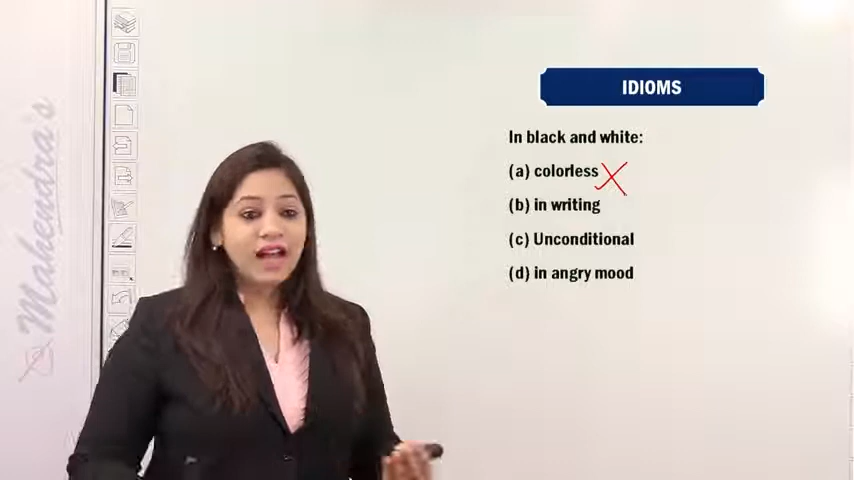 Mahendra's
IDIOMS
In black and white:
(a) colorless
(b) in writing
(c) Unconditional
(d) in angry mood